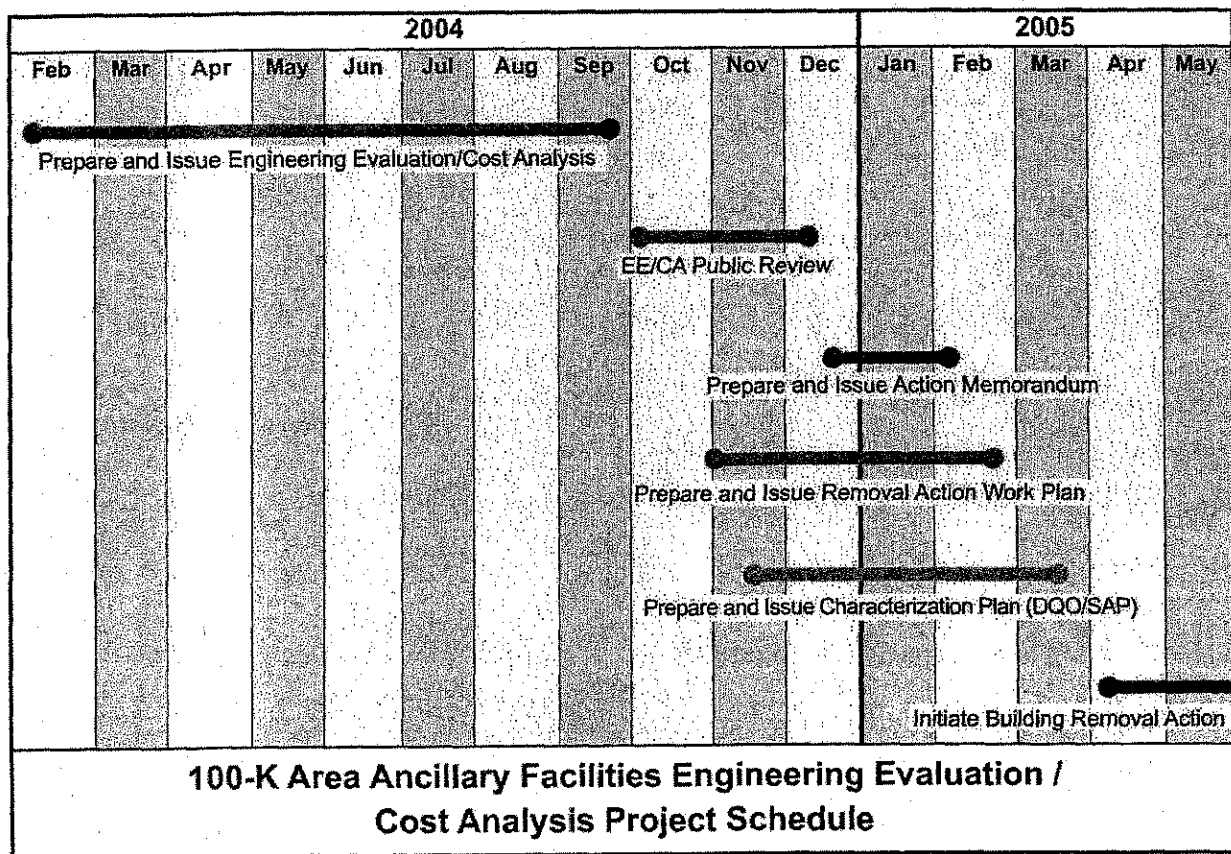 2004 2005
Feb Mar Apr May Jun Jul Aug Sep Oct Nov Dec Jan Feb Mar Apr May
Prepare and Issue Engineering Evaluation/Cost Analysis
EE/CA Public Review
Prepare and Issue Action Memorandum
Prepare and Issue Removal Action Work Plan
Prepare and Issue Characterization Plan (DQO/SAP)
Initiate Building Removal Action
100-K Area Ancillary Facilities Engineering Evaluation /
Cost Analysis Project Schedule